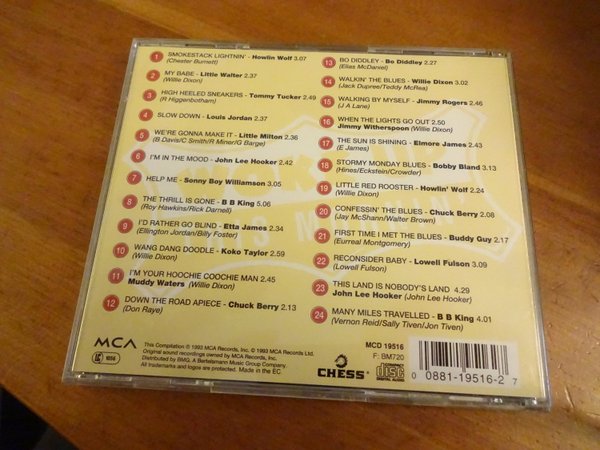 1 SMOKESTACK LIGHTNIN' - Howlin Wolf 3.07
(Chester Burnett)
2 MY BABE - Little Walter 2.37
(Willie Dixon)
3 HIGH HEELED SNEAKERS - Tommy Tucker 2.49
(R Higgenbotham)
4 SLOW DOWN - Louis Jordan 2.37
5 WE'RE GONNA MAKE IT - Little Milton 2.36
(B Davis/C Smith/R Miner/G Barge)
6 I'M IN THE MOOD - John Lee Hooker 2.42
7 HELP ME - Sonny Boy Williamson 3.05
8 THE THRILL IS GONE - B B King 5.06
(Roy Hawkins/Rick Darnell)
9 I'D RATHER GO BLIND - Etta James 2.34
(Ellington Jordan/Billy Foster)
10 WANG DANG DOODLE - Koko Taylor 2.59
(Willie Dixon)
11 I'M YOUR HOOCHIE COOCHIE MAN 2.45
Muddy Waters (Willie Dixon)
12 DOWN THE ROAD APIECE - Chuck Berry 2.13
(Don Raye)
13 BO DIDDLEY - Bo Diddley 2.27
(Elias McDaniel)
14 WALKIN' THE BLUES - Willie Dixon 3.02
(Jack Dupree/Teddy McRea)
15 WALKING BY MYSELF - Jimmy Rogers 2.46
(J A Lane)
16 WHEN THE LIGHTS GO OUT 2.50
Jimmy Witherspoon (Willie Dixon)
17 THE SUN IS SHINING - Elmore James 2.43
(E James)
18 STORMY MONDAY BLUES - Bobby Bland 3.13
(Hines/Eckstein/Crowder)
19 LITTLE RED ROOSTER - Howlin' Wolf 2.24
(Willie Dixon)
20 CONFESSIN' THE BLUES - Chuck Berry 2.08
(Jay McShann/Walter Brown)
21 FIRST TIME I MET THE BLUES - Buddy Guy 2.17
(Eurreal Montgomery)
22 RECONSIDER BABY - Lowell Fulson 3.09
(Lowell Fulson)
23 THIS LAND IS NOBODY'S LAND 4.29
John Lee Hooker (John Lee Hooker)
24 MANY MILES TRAVELLED - B B King 4.01
(Vernon Reid/Sally Tiven/Jon Tiven)
MCA
This Compilation ℗ 1993 MCA Records, Inc. © 1993 MCA Records, Ltd.
Original sound recordings owned by MCA Records, Inc.
Distributed by BMG. A Bertelsmann Music Group Company.
All trademarks and logos are protected. Made in the EC.
CHESS
COMPACT
disc
DIGITAL AUDIO
MCD 19516
F: BM720
0 0881-19516-2 7